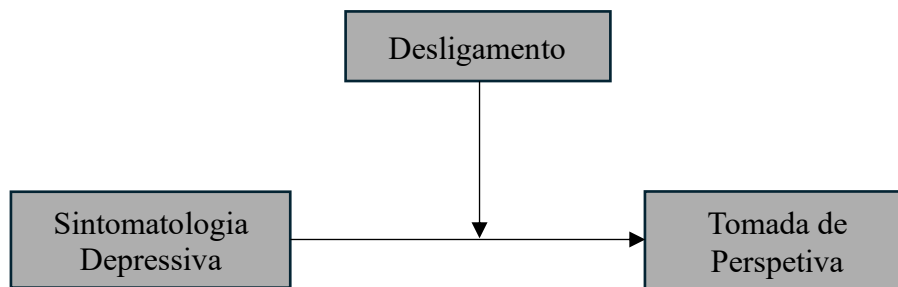 Desligamento
Sintomatologia
Depressiva
Tomada de
Perspetiva